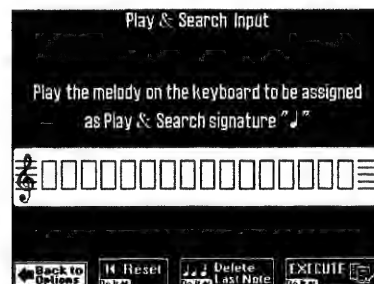 Play & Search Input
Play the melody on the keyboard to be assigned
as Play & Search signature "♩"
Back to
Options
Reset
Delete
Last Note
EXECUTE